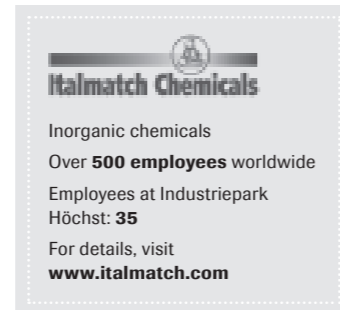 Italmatch Chemicals
Inorganic chemicals
Over 500 employees worldwide
Employees at Industriepark
Höchst: 35
For details, visit
www.italmatch.com